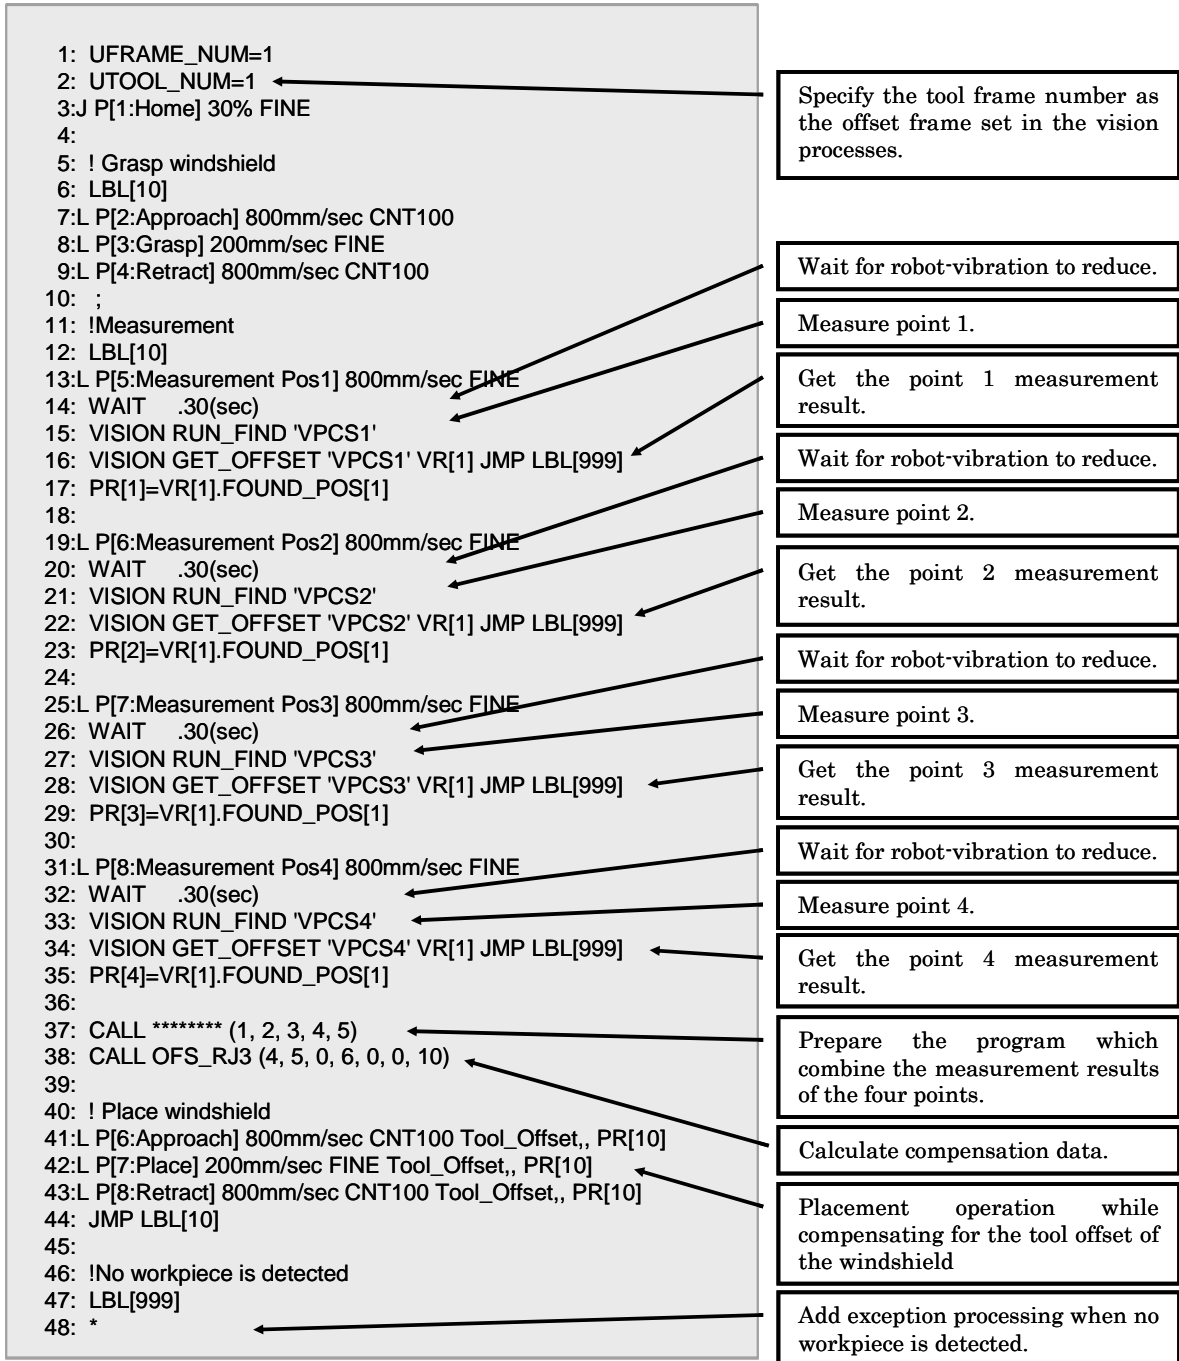 1: UFRAME_NUM=1
2: UTOOL_NUM=1
3:J P[1:Home] 30% FINE
4:
5: ! Grasp windshield
6: LBL[10]
7:L P[2:Approach] 800mm/sec CNT100
8:L P[3:Grasp] 200mm/sec FINE
9:L P[4:Retract] 800mm/sec CNT100
10: ;
11: !Measurement
12: LBL[10]
13:L P[5:Measurement Pos1] 800mm/sec FINE
14: WAIT .30(sec)
15: VISION RUN_FIND 'VPCS1'
16: VISION GET_OFFSET 'VPCS1' VR[1] JMP LBL[999]
17: PR[1]=VR[1].FOUND_POS[1]
18:
19:L P[6:Measurement Pos2] 800mm/sec FINE
20: WAIT .30(sec)
21: VISION RUN_FIND 'VPCS2'
22: VISION GET_OFFSET 'VPCS2' VR[1] JMP LBL[999]
23: PR[2]=VR[1].FOUND_POS[1]
24:
25:L P[7:Measurement Pos3] 800mm/sec FINE
26: WAIT .30(sec)
27: VISION RUN_FIND 'VPCS3'
28: VISION GET_OFFSET 'VPCS3' VR[1] JMP LBL[999]
29: PR[3]=VR[1].FOUND_POS[1]
30:
31:L P[8:Measurement Pos4] 800mm/sec FINE
32: WAIT .30(sec)
33: VISION RUN_FIND 'VPCS4'
34: VISION GET_OFFSET 'VPCS4' VR[1] JMP LBL[999]
35: PR[4]=VR[1].FOUND_POS[1]
36:
37: CALL ******** (1, 2, 3, 4, 5)
38: CALL OFS_RJ3 (4, 5, 0, 6, 0, 0, 10)
39:
40: ! Place windshield
41:L P[6:Approach] 800mm/sec CNT100 Tool_Offset,, PR[10]
42:L P[7:Place] 200mm/sec FINE Tool_Offset,, PR[10]
43:L P[8:Retract] 800mm/sec CNT100 Tool_Offset,, PR[10]
44: JMP LBL[10]
45:
46: !No workpiece is detected
47: LBL[999]
48: *
Specify the tool frame number as
the offset frame set in the vision
processes.
Wait for robot-vibration to reduce.
Measure point 1.
Get the point 1 measurement
result.
Wait for robot-vibration to reduce.
Measure point 2.
Get the point 2 measurement
result.
Wait for robot-vibration to reduce.
Measure point 3.
Get the point 3 measurement
result.
Wait for robot-vibration to reduce.
Measure point 4.
Get the point 4 measurement
result.
Prepare the program which
combine the measurement results
of the four points.
Calculate compensation data.
Placement operation while
compensating for the tool offset of
the windshield
Add exception processing when no
workpiece is detected.